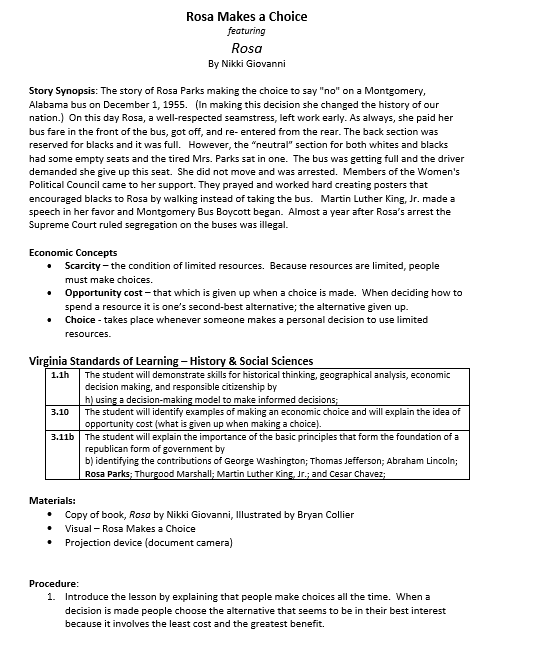 Rosa Makes a Choice
featuring
Rosa
By Nikki Giovanni
Story Synopsis: The story of Rosa Parks making the choice to say "no" on a Montgomery,
Alabama bus on December 1, 1955.   (In making this decision she changed the history of our
nation.)  On this day Rosa, a well-respected seamstress, left work early. As always, she paid her
bus fare in the front of the bus, got off, and re- entered from the rear. The back section was
reserved for blacks and it was full.   However, the "neutral" section for both whites and blacks
had some empty seats and the tired Mrs. Parks sat in one.  The bus was getting full and the driver
demanded she give up this seat.  She did not move and was arrested.  Members of the Women's
Political Council came to her support. They prayed and worked hard creating posters that
encouraged blacks to Rosa by walking instead of taking the bus.   Martin Luther King, Jr. made a
speech in her favor and Montgomery Bus Boycott began.  Almost a year after Rosa's arrest the
Supreme Court ruled segregation on the buses was illegal.
Economic Concepts
• Scarcity – the condition of limited resources.  Because resources are limited, people
must make choices.
• Opportunity cost – that which is given up when a choice is made.  When deciding how to
spend a resource it is one's second-best alternative; the alternative given up.
• Choice - takes place whenever someone makes a personal decision to use limited
resources.
Virginia Standards of Learning – History & Social Sciences
1.1h The student will demonstrate skills for historical thinking, geographical analysis, economic
decision making, and responsible citizenship by
h) using a decision-making model to make informed decisions;
3.10 The student will identify examples of making an economic choice and will explain the idea of
opportunity cost (what is given up when making a choice).
3.11b The student will explain the importance of the basic principles that form the foundation of a
republican form of government by
b) identifying the contributions of George Washington; Thomas Jefferson; Abraham Lincoln;
Rosa Parks; Thurgood Marshall; Martin Luther King, Jr.; and Cesar Chavez;
Materials:
• Copy of book, Rosa by Nikki Giovanni, Illustrated by Bryan Collier
• Visual – Rosa Makes a Choice
• Projection device (document camera)
Procedure:
1. Introduce the lesson by explaining that people make choices all the time.  When a
decision is made people choose the alternative that seems to be in their best interest
because it involves the least cost and the greatest benefit.